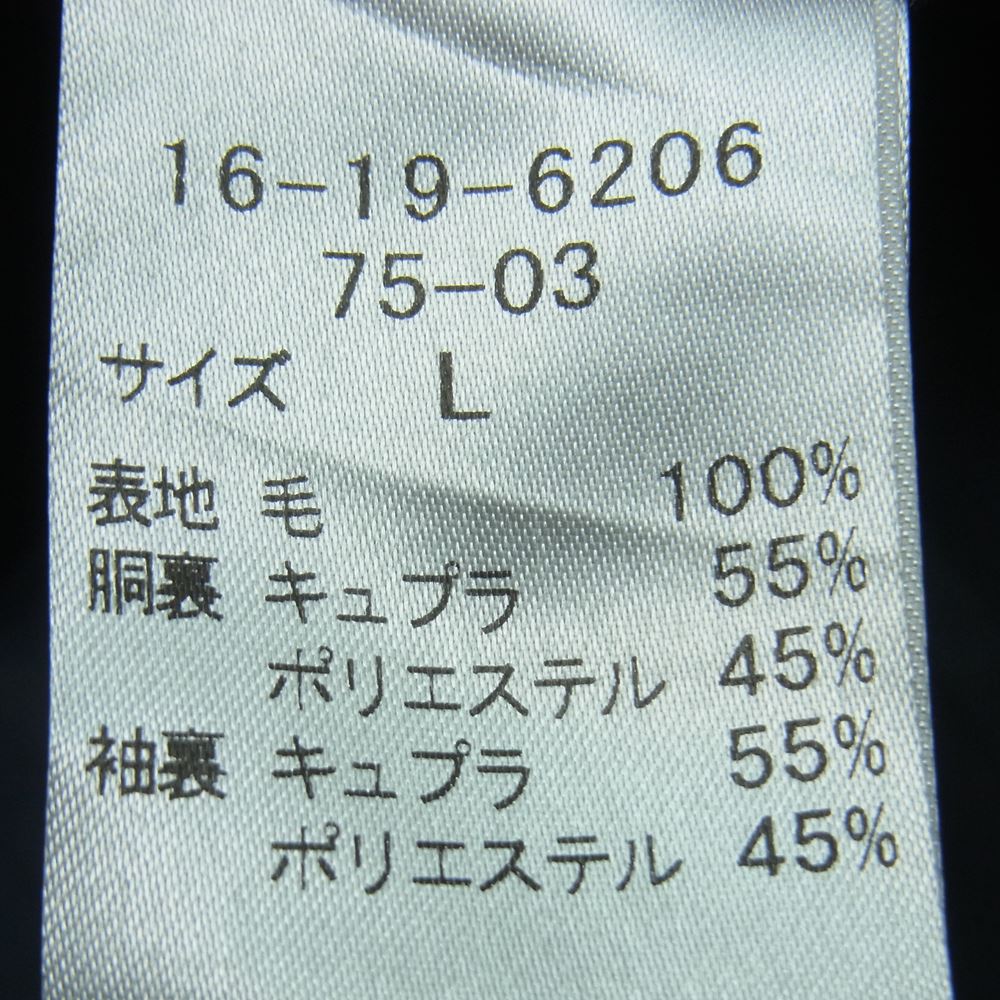 16-19-6206
75-03
サイズ L
表地 毛 100%
胴裏 キュプラ 55%
ポリエステル 45%
袖裏 キュプラ 55%
ポリエステル 45%